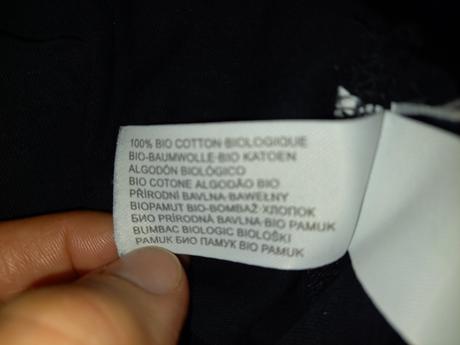 100% BIO COTTON·BIOLOGIQUE
BIO-BAUMWOLLE·BIO KATOEN
ALGODÓN BIOLÓGICO
BIO COTONE ALGODÃO BIO
PŘÍRODNÍ BAVLNA·BAWEŁNY
BIOPAMUT BIO-BOMBAŽ·ХЛОПОК
БИО PRÍRODNÁ BAVLNA·BIO PAMUK
BUMBAC BIOLOGIC BIOLOŠKI
PAMUK БИО ПАМУК BIO PAMUK